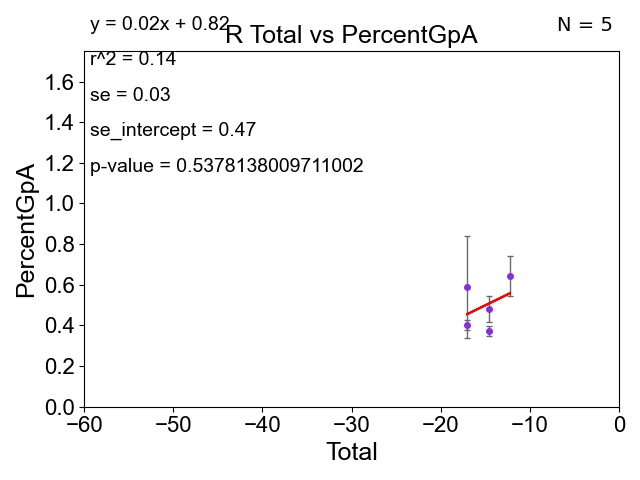 y = 0.02x + 0.82
R Total vs PercentGpA
N = 5
r^2 = 0.14
se = 0.03
se_intercept = 0.47
p-value = 0.5378138009711002
PercentGpA
1.6
1.4
1.2
1.0
0.8
0.6
0.4
0.2
0.0
−60 −50 −40 −30 −20 −10 0
Total